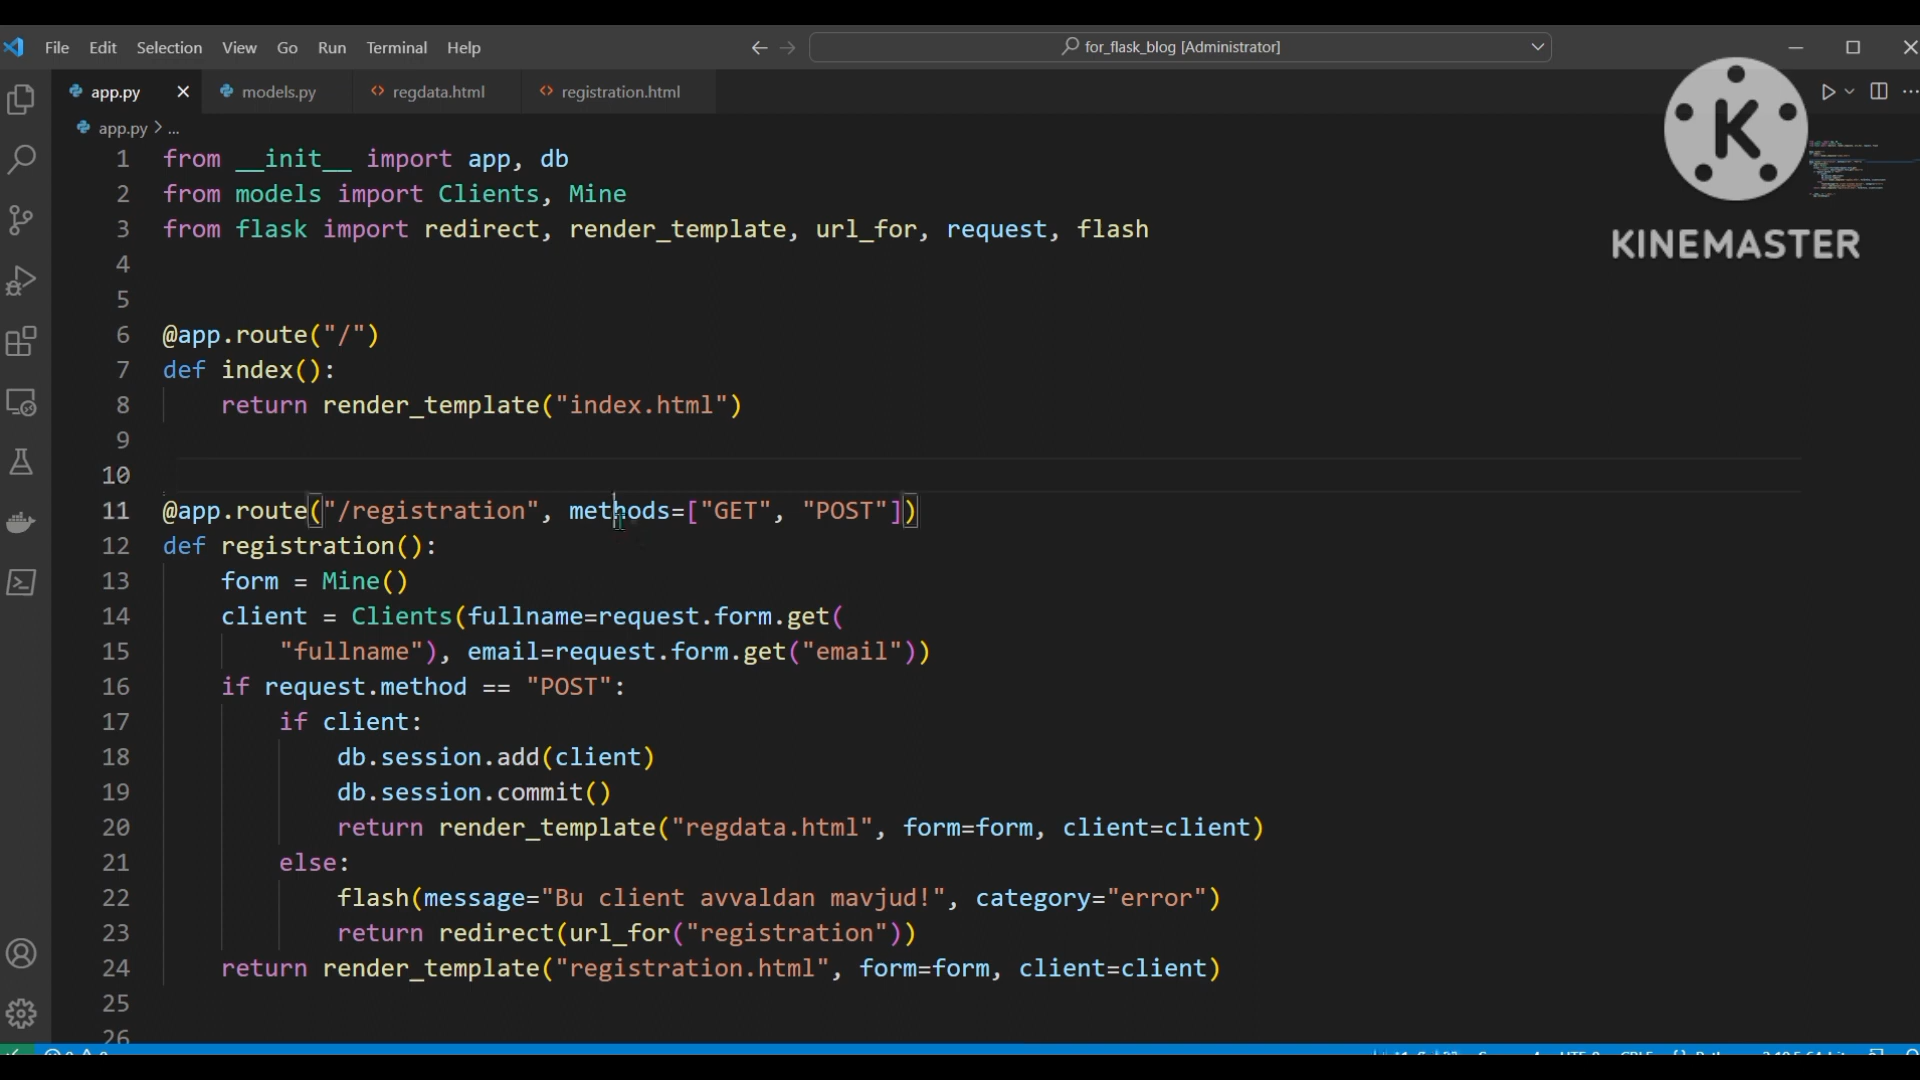 File Edit Selection View Go Run Terminal Help
for_flask_blog [Administrator]
app.py models.py regdata.html registration.html
app.py > ...
KINEMASTER
1 from __init__ import app, db
2 from models import Clients, Mine
3 from flask import redirect, render_template, url_for, request, flash
4
5
6 @app.route("/")
7 def index():
8 return render_template("index.html")
9
10
11 @app.route("/registration", methods=["GET", "POST"])
12 def registration():
13 form = Mine()
14 client = Clients(fullname=request.form.get(
15 "fullname"), email=request.form.get("email"))
16 if request.method == "POST":
17 if client:
18 db.session.add(client)
19 db.session.commit()
20 return render_template("regdata.html", form=form, client=client)
21 else:
22 flash(message="Bu client avvaldan mavjud!", category="error")
23 return redirect(url_for("registration"))
24 return render_template("registration.html", form=form, client=client)
25
26